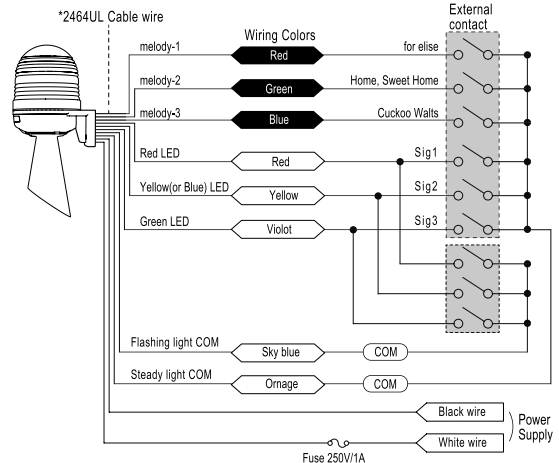 *2464UL Cable wire
External
contact
Wiring Colors
melody-1
Red
for elise
melody-2
Green
Home, Sweet Home
melody-3
Blue
Cuckoo Walts
Red LED
Red
Sig1
Yellow(or Blue) LED
Yellow
Sig2
Green LED
Violot
Sig3
Flashing light COM
Sky blue
COM
Steady light COM
Ornage
COM
Black wire
Power
Supply
White wire
Fuse 250V/1A